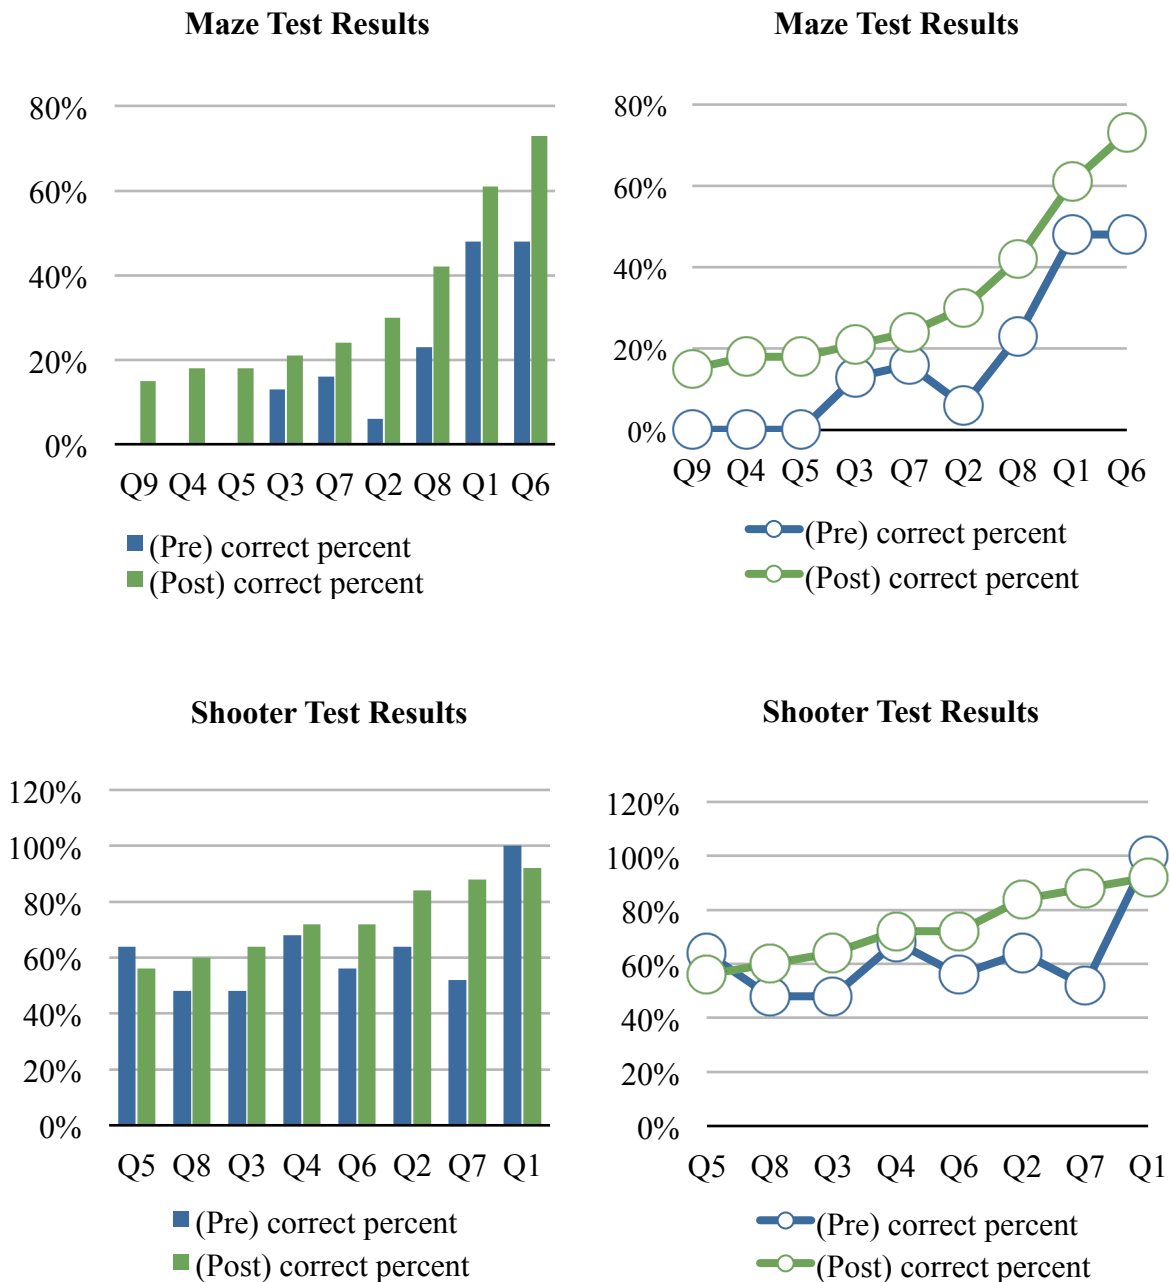 Maze Test Results
80%
60%
40%
20%
0%
Q9 Q4 Q5 Q3 Q7 Q2 Q8 Q1 Q6
(Pre) correct percent
(Post) correct percent
Maze Test Results
80%
60%
40%
20%
0%
Q9 Q4 Q5 Q3 Q7 Q2 Q8 Q1 Q6
(Pre) correct percent
(Post) correct percent
Shooter Test Results
120%
100%
80%
60%
40%
20%
0%
Q5 Q8 Q3 Q4 Q6 Q2 Q7 Q1
(Pre) correct percent
(Post) correct percent
Shooter Test Results
120%
100%
80%
60%
40%
20%
0%
Q5 Q8 Q3 Q4 Q6 Q2 Q7 Q1
(Pre) correct percent
(Post) correct percent